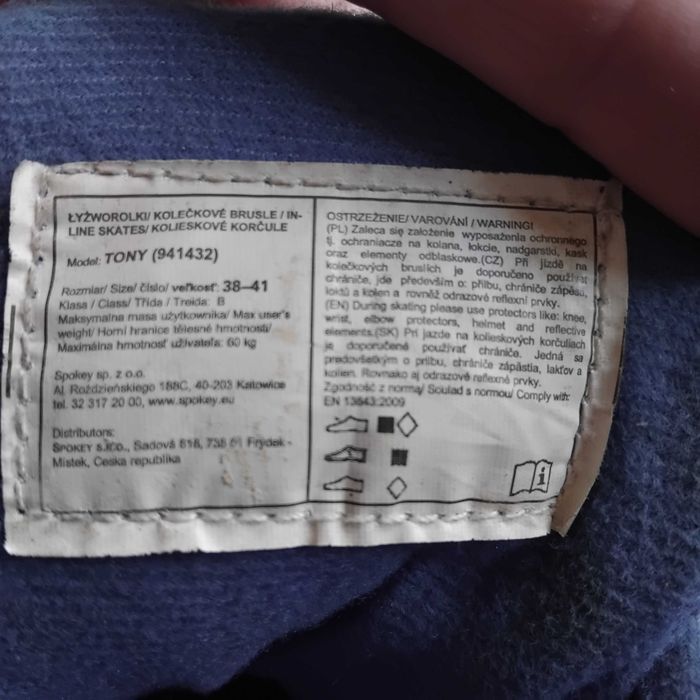 ŁYŻWOROLKI/ KOLEČKOVÉ BRUSLE / IN-
LINE SKATES/ KOLIESKOVÉ KORČULE
Model: TONY (941432)
Rozmiar/ Size/ číslo/ veľkosť: 38–41
Klasa / Class/ Třída / Treida: B
Maksymalna masa użytkownika/ Max user's
weight/ Horní hranice tělesné hmotnosti/
Maximálna hmotnosť uživateľa: 60 kg
Spokey sp. z o.o.
Al. Roździeńskiego 188C, 40-203 Katowice
tel. 32 317 20 00, www.spokey.eu
Distributors:
SPOKEY s.r.o., Sadová 618, 738 01 Frýdek -
Místek, Ceska republika
OSTRZEŻENIE/ VAROVÁNÍ / WARNING!
(PL) Zaleca się założenie wyposażenia ochronnego
tj. ochraniacze na kolana, łokcie, nadgarstki, kask
oraz elementy odblaskowe.(CZ) Při jízdě na
kolečkových bruslích je doporučeno používat
chrániče, jde především o: přilbu, chrániče zápěstí,
loktů a kolen a rovněž odrazové reflexní prvky.
(EN) During skating please use protectors like: knee,
wrist, elbow protectors, helmet and reflective
elements.(SK) Pri jazde na kolieskových korčuliach
je doporučené používať chrániče. Jedná sa
predovšetkým o prilbu, chrániče zápästia, lakťov a
kolien. Rovnako aj odrazové reflexné prvky.
Zgodność z normą/ Soulad s normou/ Comply with:
EN 13843:2009
i